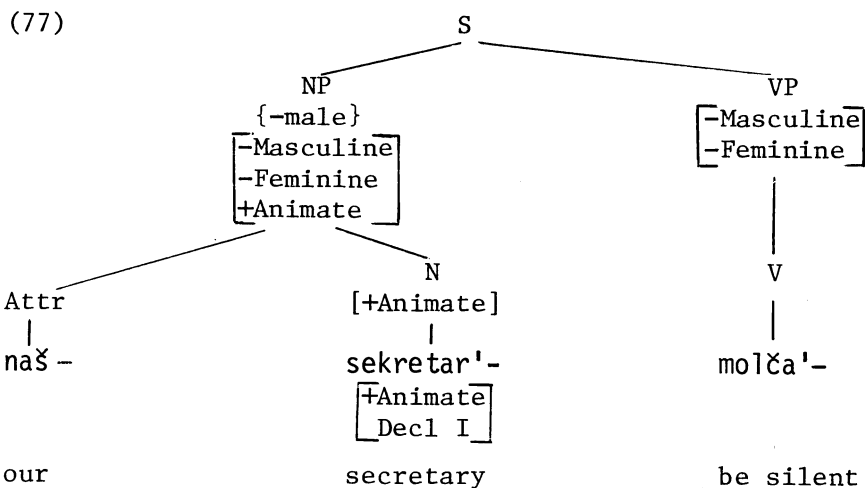 (77)
S
NP VP
{-male}
[-Masculine [-Masculine]
-Feminine -Feminine]
+Animate]
N V
Attr [+Animate]
naš- sekretar'- molča'-
[+Animate
Decl I]
our secretary be silent